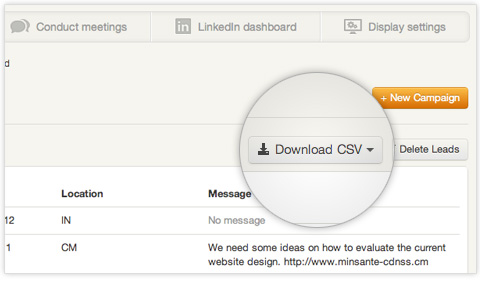 Conduct meetings
LinkedIn dashboard
Display settings
d
+ New Campaign
Download CSV
Delete Leads
Location
Message
12
IN
No message
1
CM
We need some ideas on how to evaluate the current
website design. http://www.minsante-cdnss.cm